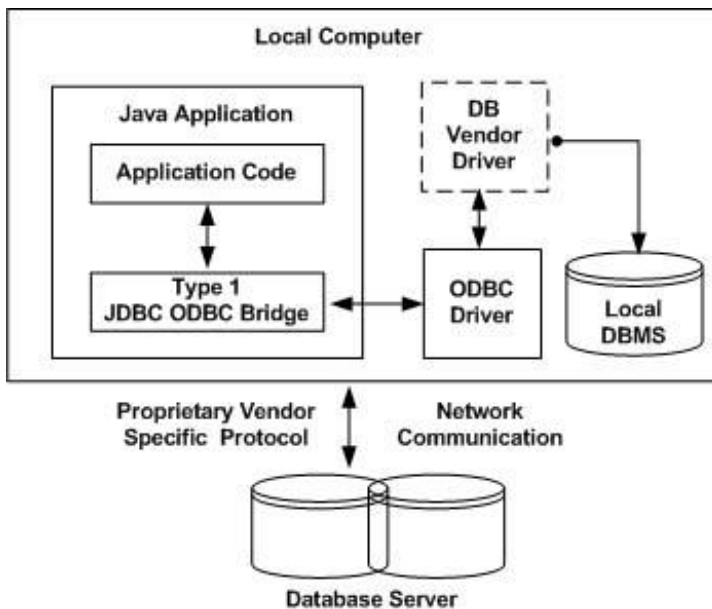 Local Computer
Java Application
Application Code
Type 1
JDBC ODBC Bridge
DB
Vendor
Driver
ODBC
Driver
Local
DBMS
Proprietary Vendor
Specific Protocol
Network
Communication
Database Server